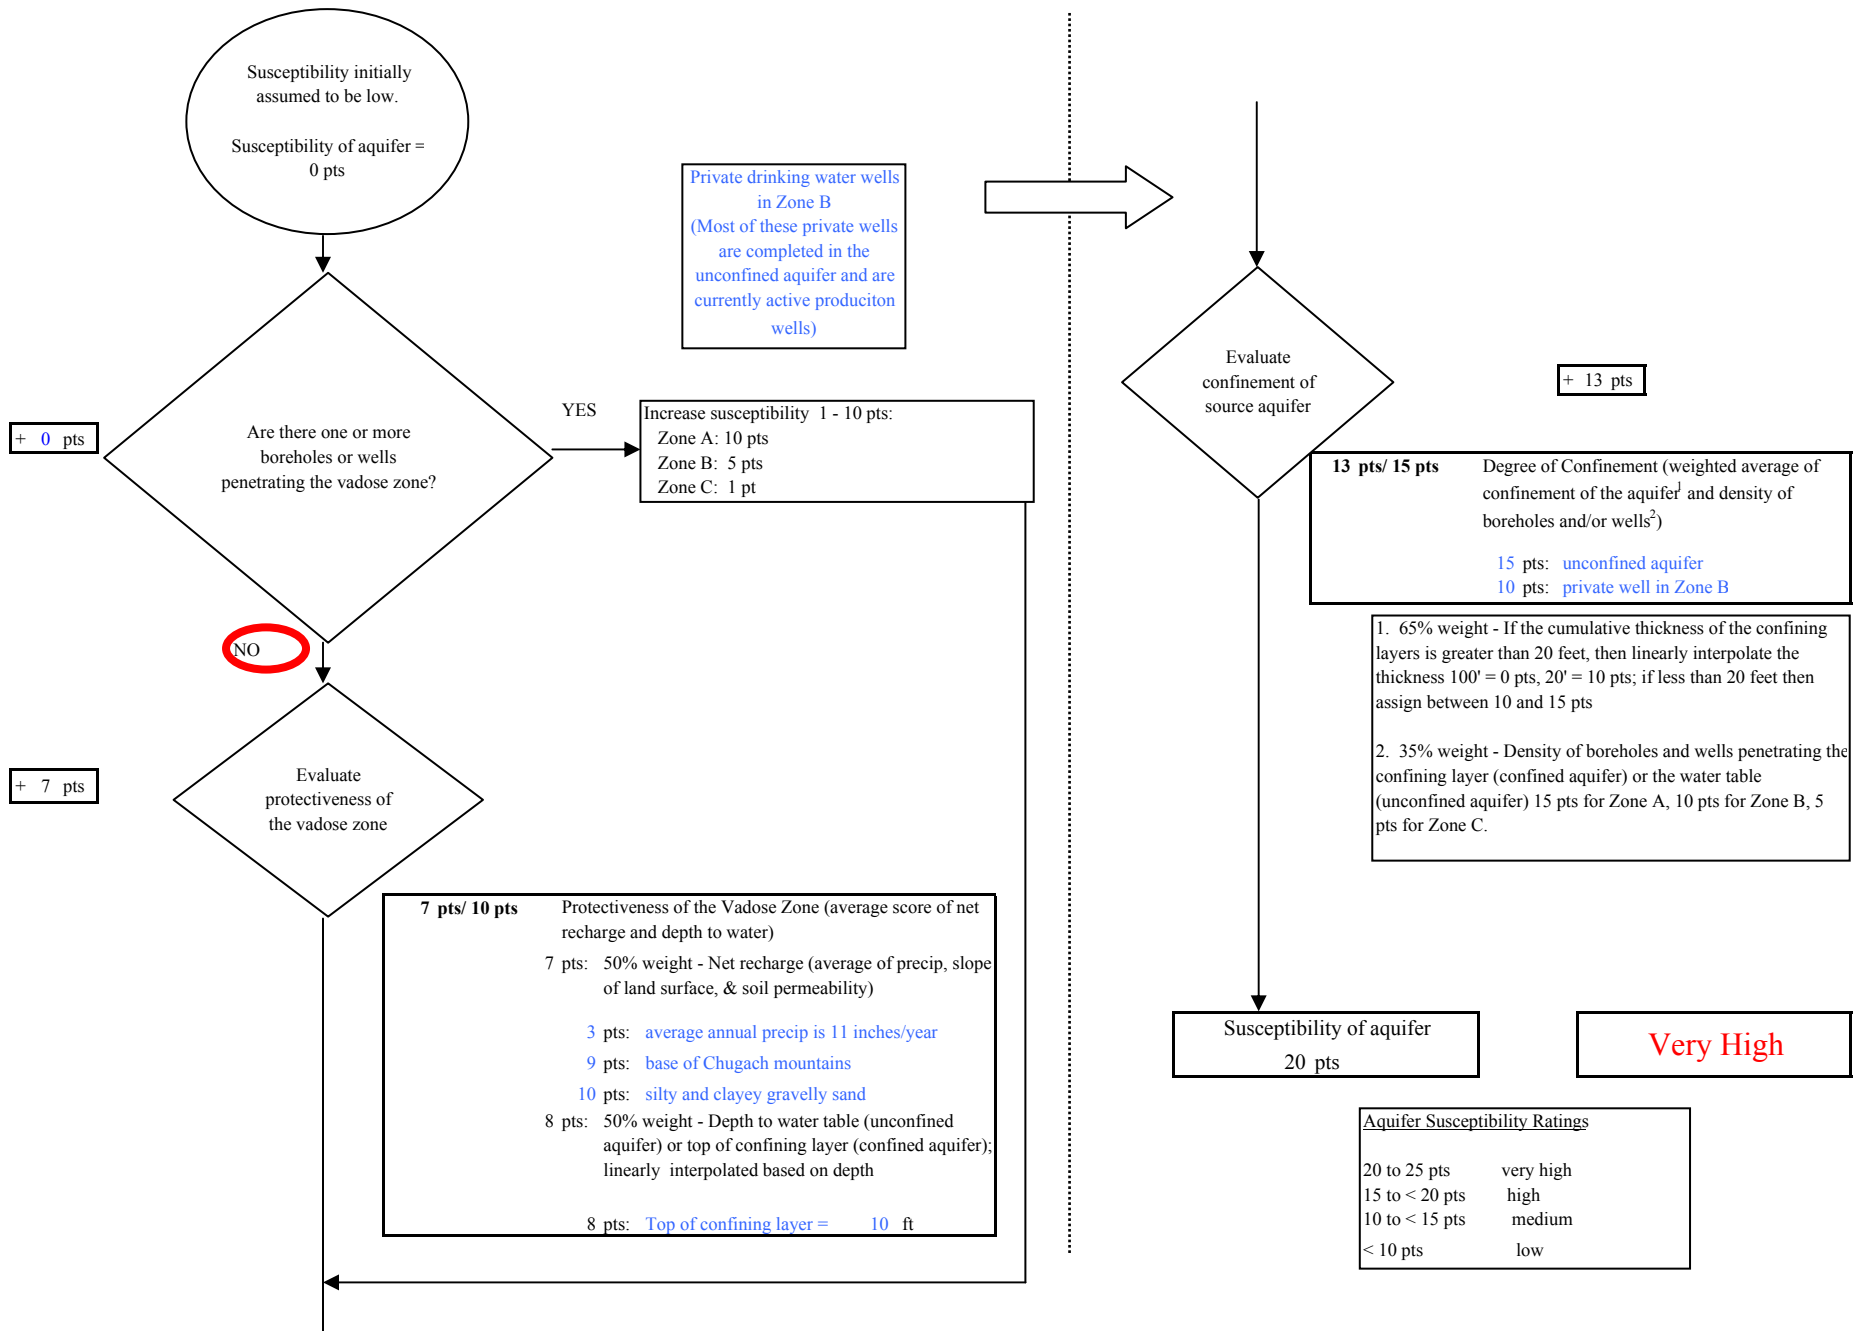 Susceptibility initially
assumed to be low.
Susceptibility of aquifer =
0 pts
Private drinking water wells
in Zone B
(Most of these private wells
are completed in the
unconfined aquifer and are
currently active produciton
wells)
+ 0 pts
Are there one or more
boreholes or wells
penetrating the vadose zone?
YES
Increase susceptibility 1 - 10 pts:
Zone A: 10 pts
Zone B: 5 pts
Zone C: 1 pt
NO
+ 7 pts
Evaluate
protectiveness of
the vadose zone
7 pts/ 10 pts Protectiveness of the Vadose Zone (average score of net
recharge and depth to water)
7 pts: 50% weight - Net recharge (average of precip, slope
of land surface, & soil permeability)
3 pts: average annual precip is 11 inches/year
9 pts: base of Chugach mountains
10 pts: silty and clayey gravelly sand
8 pts: 50% weight - Depth to water table (unconfined
aquifer) or top of confining layer (confined aquifer);
linearly interpolated based on depth
8 pts: Top of confining layer = 10 ft
Evaluate
confinement of
source aquifer
+ 13 pts
13 pts/ 15 pts Degree of Confinement (weighted average of
confinement of the aquifer1 and density of
boreholes and/or wells2)
15 pts: unconfined aquifer
10 pts: private well in Zone B
1. 65% weight - If the cumulative thickness of the confining
layers is greater than 20 feet, then linearly interpolate the
thickness 100' = 0 pts, 20' = 10 pts; if less than 20 feet then
assign between 10 and 15 pts
2. 35% weight - Density of boreholes and wells penetrating the
confining layer (confined aquifer) or the water table
(unconfined aquifer) 15 pts for Zone A, 10 pts for Zone B, 5
pts for Zone C.
Susceptibility of aquifer
20 pts
Very High
Aquifer Susceptibility Ratings
20 to 25 pts very high
15 to < 20 pts high
10 to < 15 pts medium
< 10 pts low